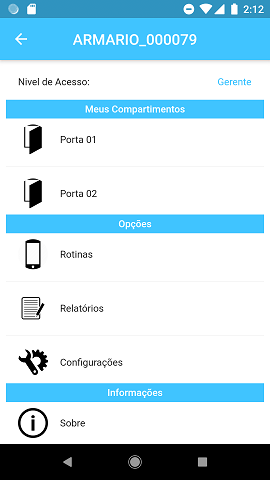 2:12
ARMARIO_000079
Nivel de Acesso: Gerente
Meus Compartimentos
Porta 01
Porta 02
Opções
Rotinas
Relatórios
Configurações
Informações
Sobre